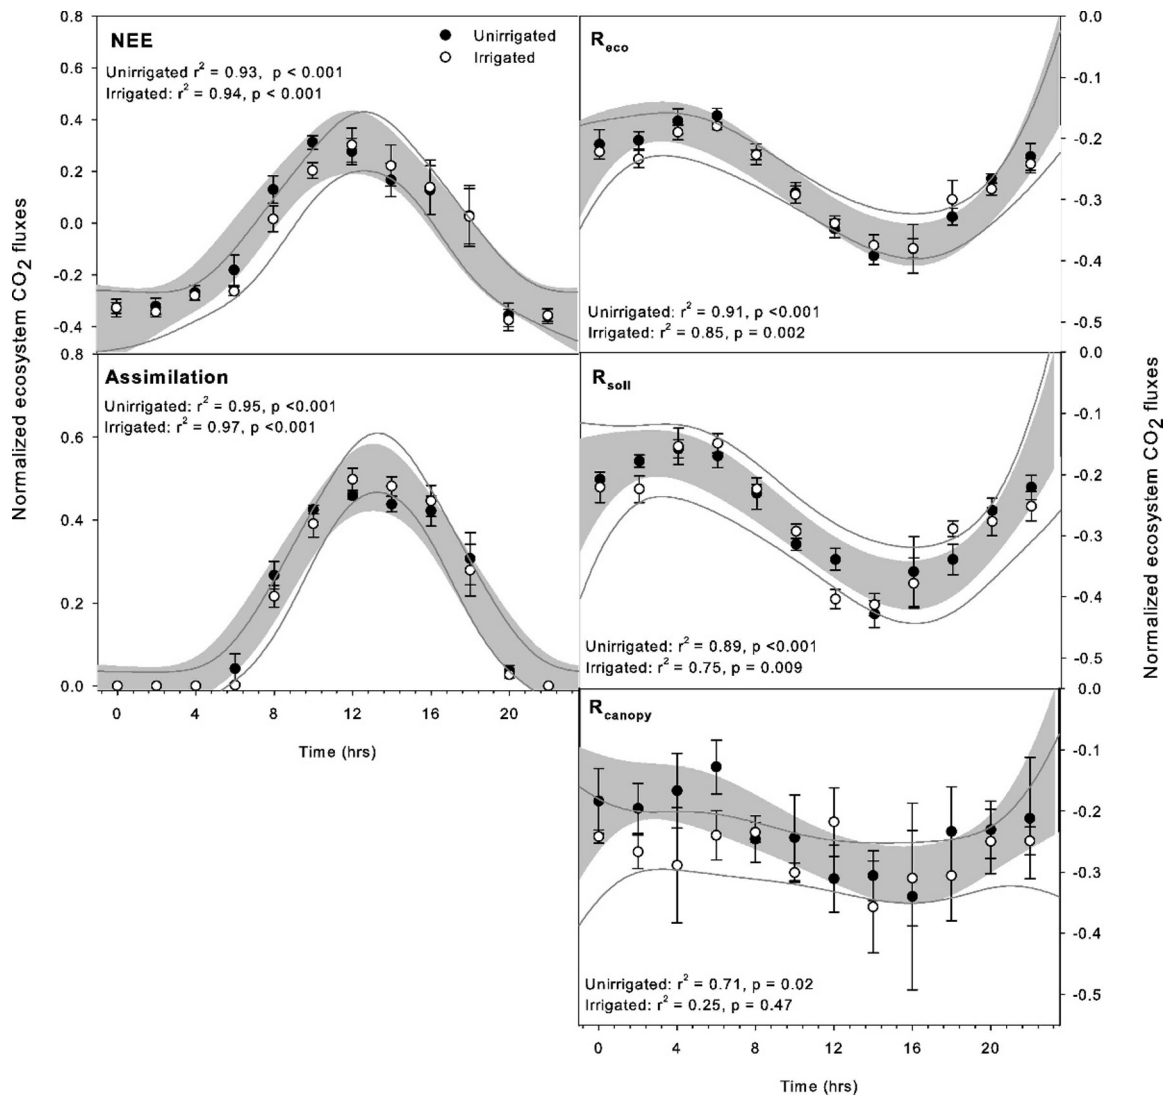 NEE
Unirrigated r² = 0.93, p < 0.001
Irrigated: r² = 0.94, p < 0.001
Unirrigated
Irrigated
0.8
0.6
0.4
0.2
0.0
-0.2
-0.4
Normalized ecosystem CO₂ fluxes
R_eco
Unirrigated: r² = 0.91, p <0.001
Irrigated: r² = 0.85, p = 0.002
0.0
-0.1
-0.2
-0.3
-0.4
-0.5
Assimilation
Unirrigated: r² = 0.95, p <0.001
Irrigated: r² = 0.97, p <0.001
0.8
0.6
0.4
0.2
0.0
0 4 8 12 16 20
Time (hrs)
R_soil
Unirrigated: r² = 0.89, p <0.001
Irrigated: r² = 0.75, p = 0.009
0.0
-0.1
-0.2
-0.3
-0.4
-0.5
Normalized ecosystem CO₂ fluxes
R_canopy
Unirrigated: r² = 0.71, p = 0.02
Irrigated: r² = 0.25, p = 0.47
0.0
-0.1
-0.2
-0.3
-0.4
-0.5
0 4 8 12 16 20
Time (hrs)